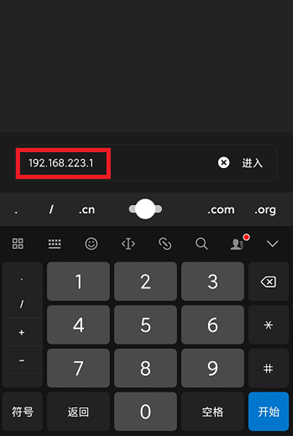 192.168.223.1 进入
. / .cn .com .org
. 1 2 3
/ 4 5 6 *
+
- 7 8 9 #
符号 返回 0 空格 开始